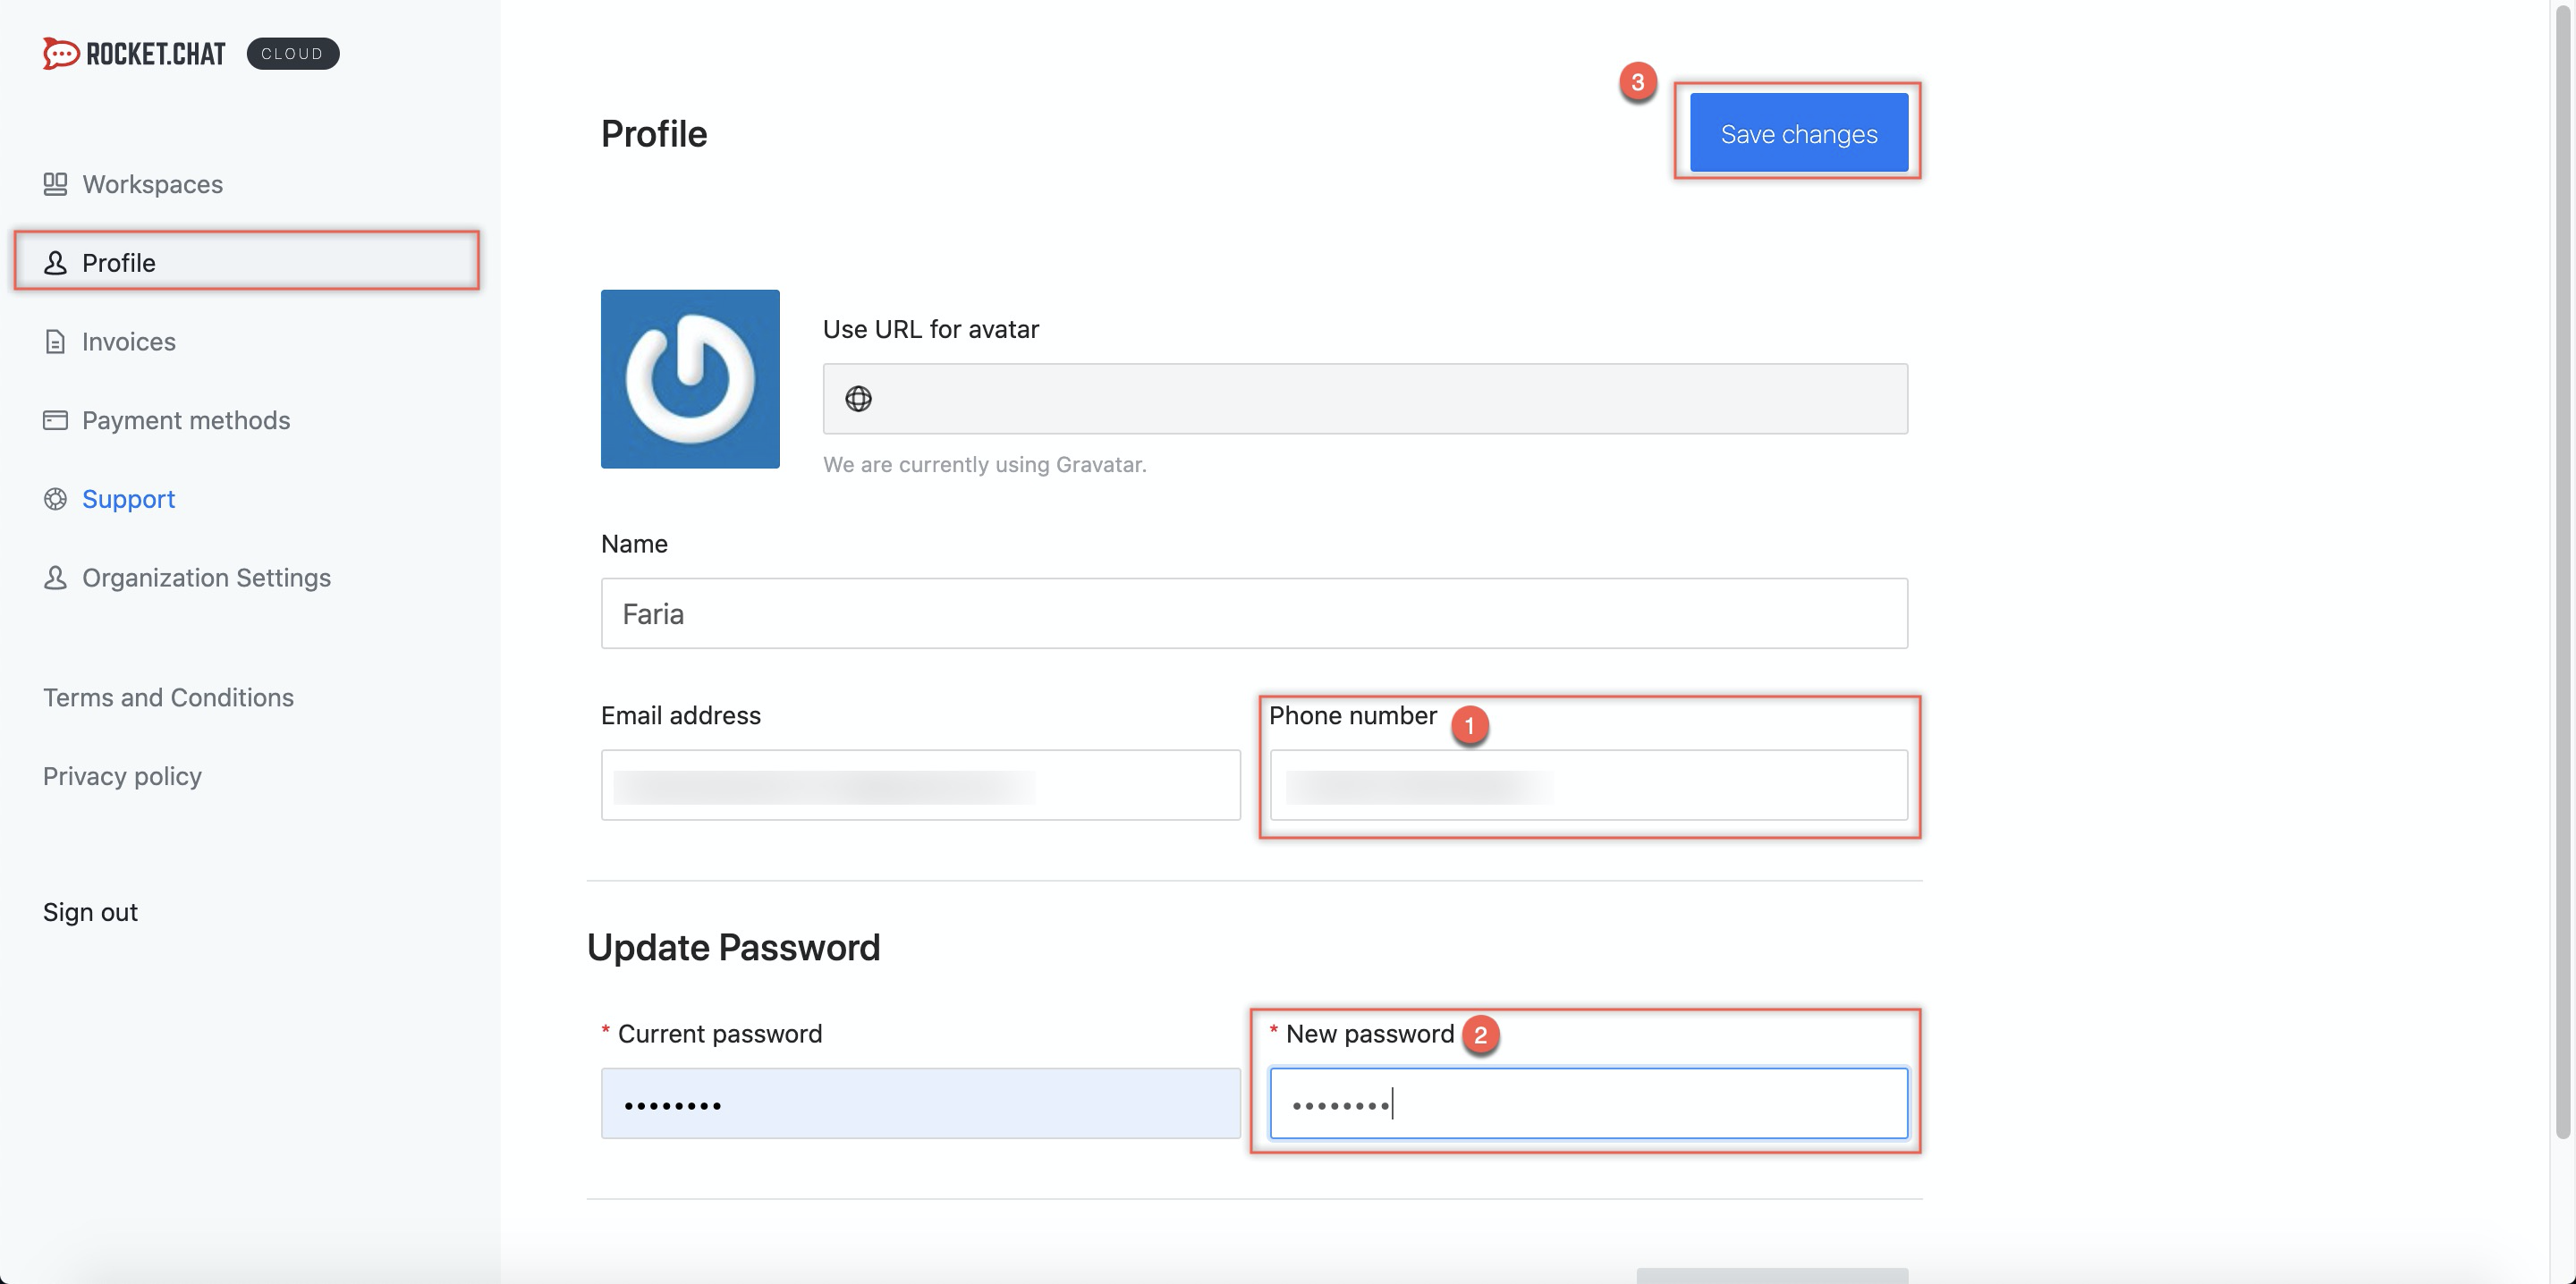 ROCKET.CHAT CLOUD
Workspaces
Profile
Invoices
Payment methods
Support
Organization Settings
Terms and Conditions
Privacy policy
Sign out
Profile
3
Save changes
Use URL for avatar
We are currently using Gravatar.
Name
Faria
Email address
Phone number 1
Update Password
* Current password
* New password 2
••••••••
••••••••